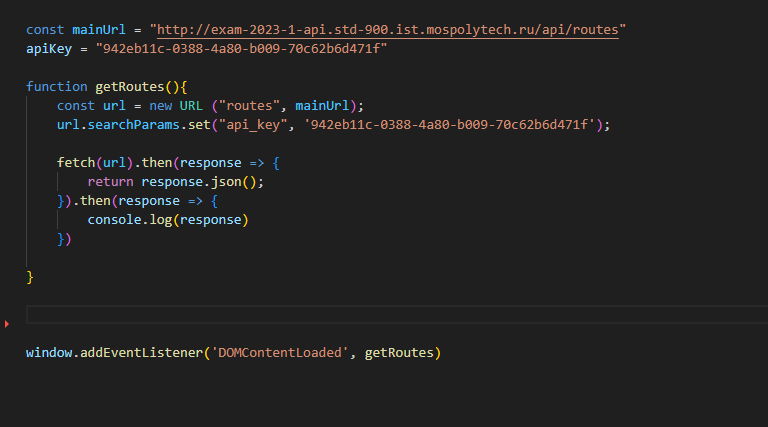 const mainUrl = "http://exam-2023-1-api.std-900.ist.mospolytech.ru/api/routes"
apiKey = "942eb11c-0388-4a80-b009-70c62b6d471f"
function getRoutes(){
const url = new URL ("routes", mainUrl);
url.searchParams.set("api_key", '942eb11c-0388-4a80-b009-70c62b6d471f');
fetch(url).then(response => {
return response.json();
}).then(response => {
console.log(response)
})
}
window.addEventListener('DOMContentLoaded', getRoutes)